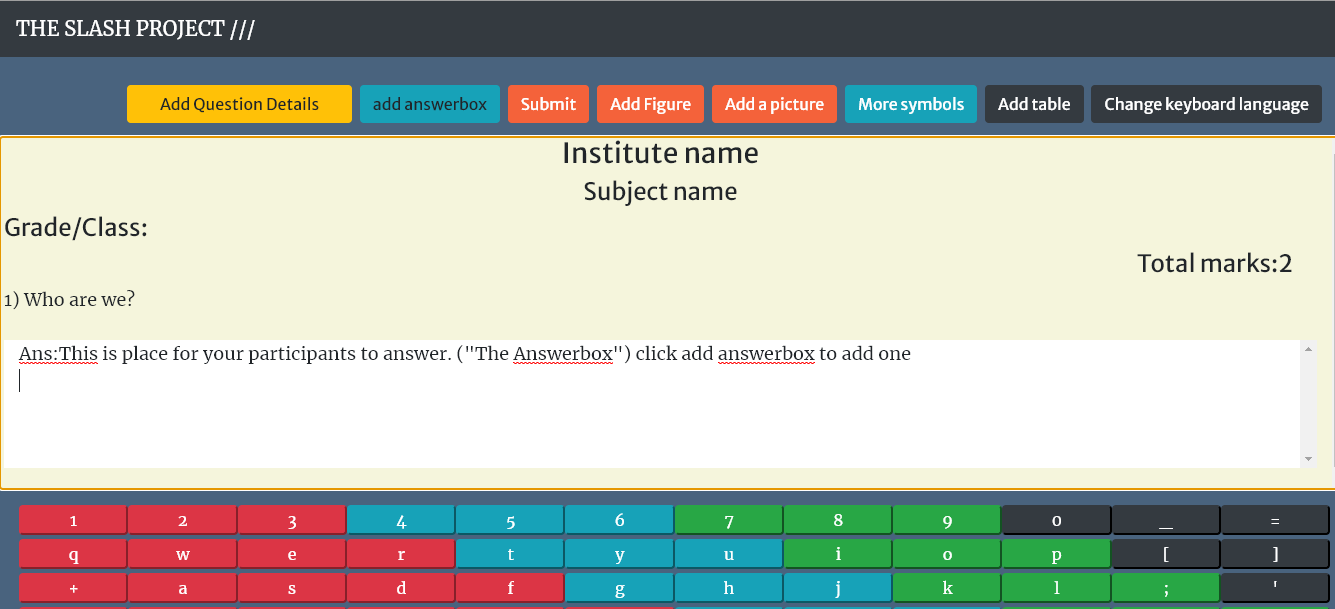 THE SLASH PROJECT ///
Add Question Details add answerbox Submit Add Figure Add a picture More symbols Add table Change keyboard language
Institute name
Subject name
Grade/Class:
Total marks:2
1) Who are we?
Ans:This is place for your participants to answer. ("The Answerbox") click add answerbox to add one
1 2 3 4 5 6 7 8 9 0 _ =
q w e r t y u i o p [ ]
+ a s d f g h j k l ; '